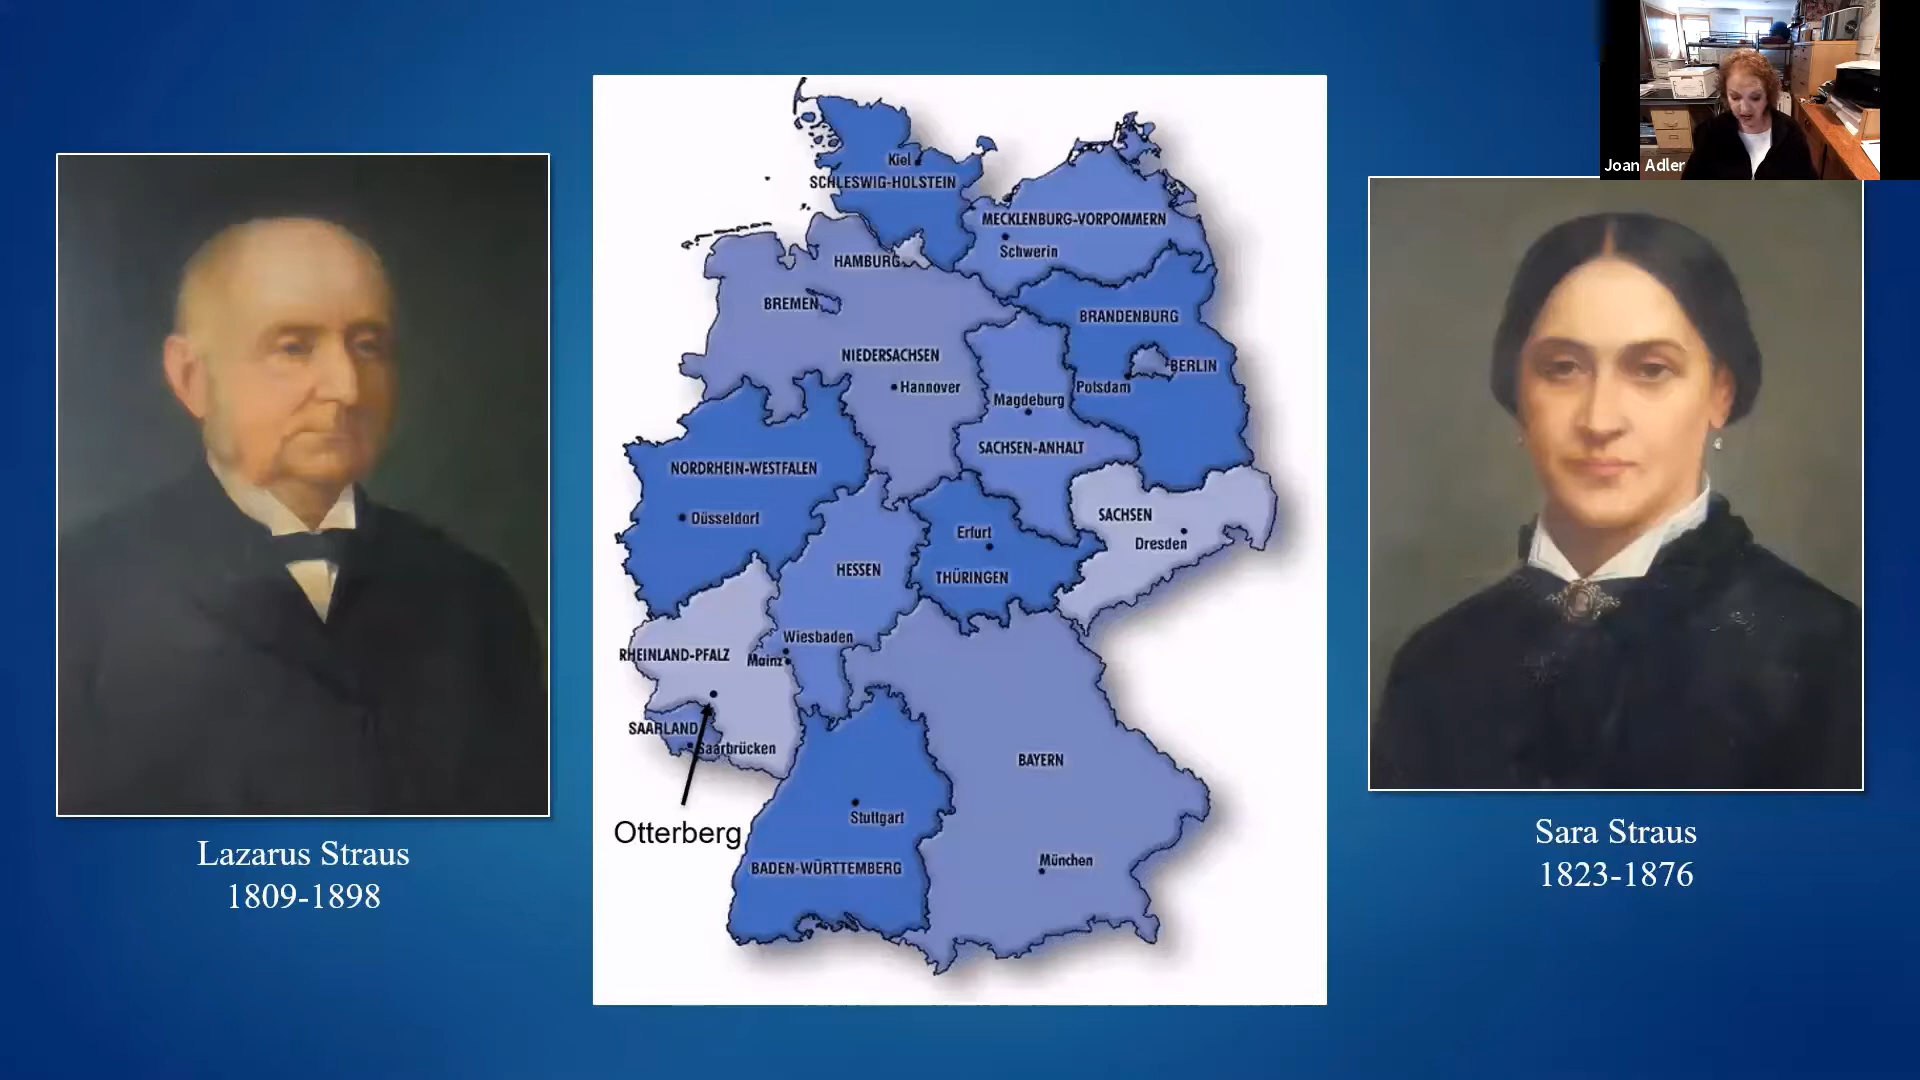 Joan Adler
Kiel
SCHLESWIG-HOLSTEIN
MECKLENBURG-VORPOMMERN
Schwerin
HAMBURG
BREMEN
BRANDENBURG
NIEDERSACHSEN
BERLIN
Hannover
Potsdam
Magdeburg
SACHSEN-ANHALT
NORDRHEIN-WESTFALEN
Düsseldorf
SACHSEN
Erfurt
Dresden
HESSEN
THÜRINGEN
Wiesbaden
RHEINLAND-PFALZ
Mainz
SAARLAND
Saarbrücken
BAYERN
Stuttgart
Otterberg
München
BADEN-WÜRTTEMBERG
Lazarus Straus
1809-1898
Sara Straus
1823-1876